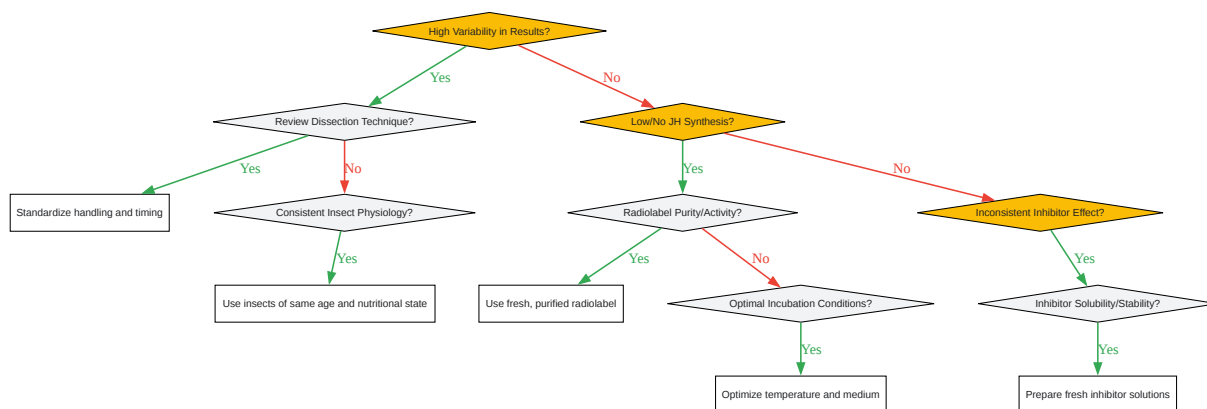 High Variability in Results?
Yes
No
Review Dissection Technique?
Low/No JH Synthesis?
Yes
No
Yes
No
Standardize handling and timing
Consistent Insect Physiology?
Radiolabel Purity/Activity?
Inconsistent Inhibitor Effect?
Yes
Yes
No
Yes
Use insects of same age and nutritional state
Use fresh, purified radiolabel
Optimal Incubation Conditions?
Inhibitor Solubility/Stability?
Yes
Yes
Optimize temperature and medium
Prepare fresh inhibitor solutions